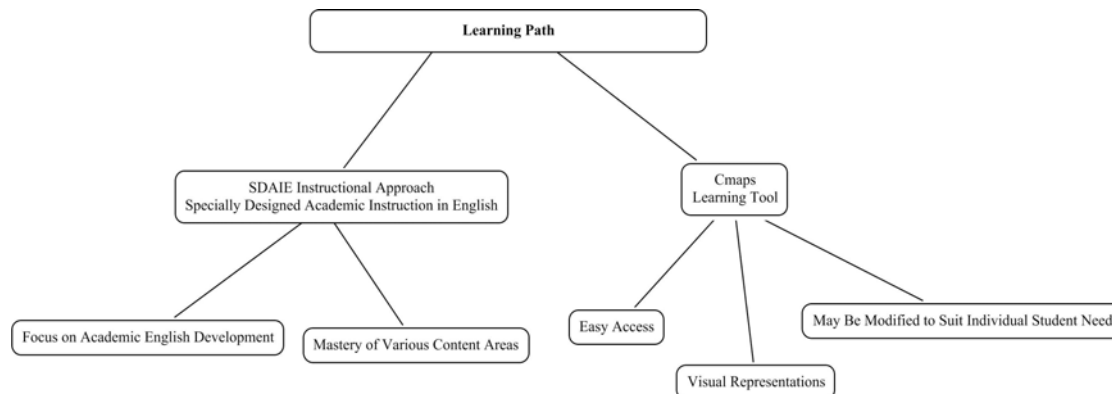 Learning Path
SDAIE Instructional Approach
Specially Designed Academic Instruction in English
Cmaps
Learning Tool
Focus on Academic English Development
Mastery of Various Content Areas
Easy Access
Visual Representations
May Be Modified to Suit Individual Student Need